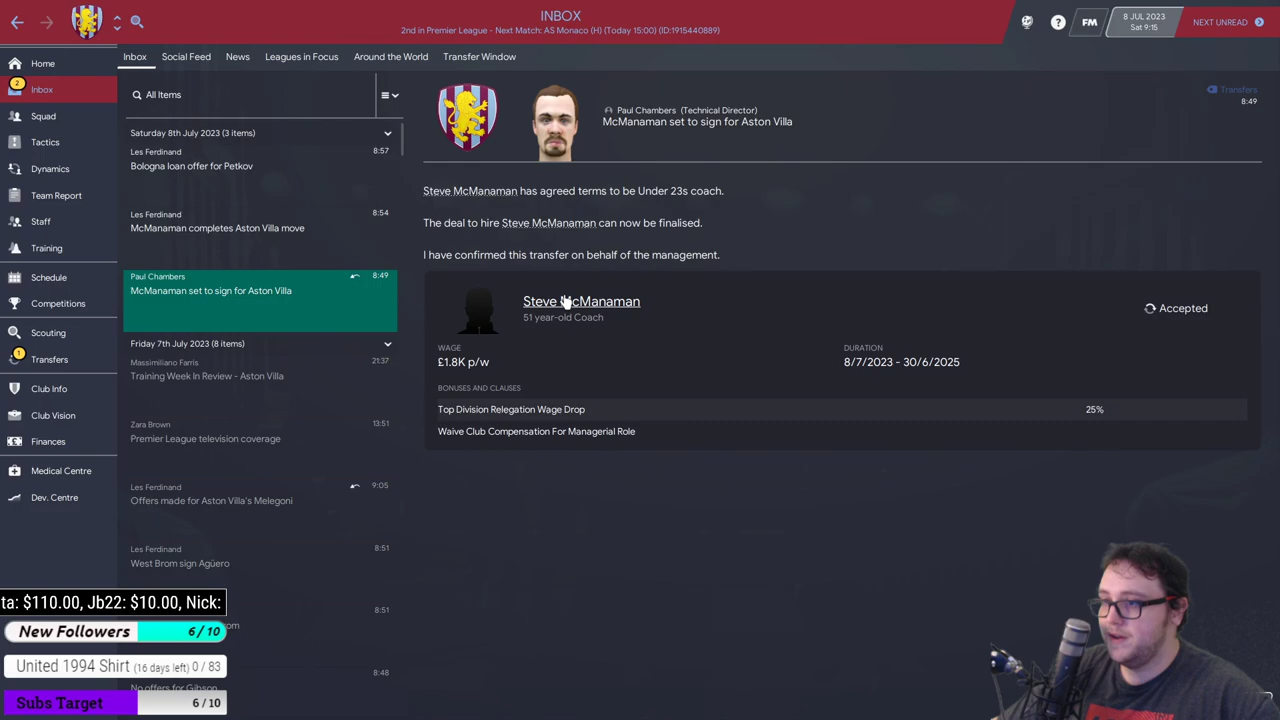 INBOX
2nd in Premier League - Next Match: AS Monaco (H) (Today 15:00) (ID:1915440889)
FM
8 JUL 2023
Sat 9:15
NEXT UNREAD
Home
2
Inbox
Squad
Tactics
Dynamics
Team Report
Staff
Training
Schedule
Competitions
Scouting
1
Transfers
Club Info
Club Vision
Finances
Medical Centre
Dev. Centre
Inbox
Social Feed
News
Leagues in Focus
Around the World
Transfer Window
All Items
Saturday 8th July 2023 (3 items)
Les Ferdinand
8:57
Bologna loan offer for Petkov
Les Ferdinand
8:54
McManaman completes Aston Villa move
Paul Chambers
8:49
McManaman set to sign for Aston Villa
Friday 7th July 2023 (8 items)
Massimiliano Farris
21:37
Training Week In Review - Aston Villa
Zara Brown
13:51
Premier League television coverage
Les Ferdinand
9:05
Offers made for Aston Villa's Melegoni
Les Ferdinand
8:51
West Brom sign Agüero
8:51
om
8:48
No offers for Gibson
Paul Chambers (Technical Director)
McManaman set to sign for Aston Villa
Transfers
8:49
Steve McManaman has agreed terms to be Under 23s coach.
The deal to hire Steve McManaman can now be finalised.
I have confirmed this transfer on behalf of the management.
Steve McManaman
51 year-old Coach
Accepted
WAGE
£1.8K p/w
DURATION
8/7/2023 - 30/6/2025
BONUSES AND CLAUSES
Top Division Relegation Wage Drop
25%
Waive Club Compensation For Managerial Role
ta: $110.00, Jb22: $10.00, Nick:
New Followers
6 / 10
United 1994 Shirt (16 days left) 0 / 83
Subs Target
6 / 10